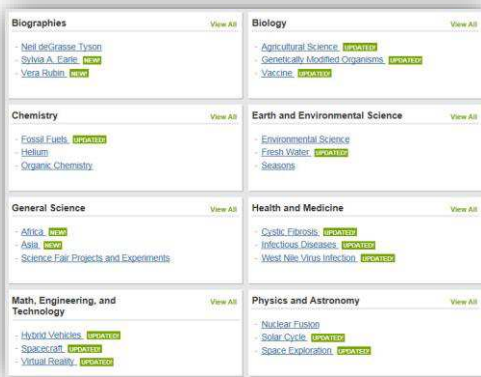 Biographies View All
Neil deGrasse Tyson
Sylvia A. Earle NEW!
Vera Rubin NEW!
Biology View All
Agricultural Science UPDATED!
Genetically Modified Organisms UPDATED!
Vaccine UPDATED!
Chemistry View All
Fossil Fuels UPDATED!
Helium
Organic Chemistry
Earth and Environmental Science View All
Environmental Science
Fresh Water UPDATED!
Seasons
General Science View All
Africa NEW!
Asia NEW!
Science Fair Projects and Experiments
Health and Medicine View All
Cystic Fibrosis UPDATED!
Infectious Diseases UPDATED!
West Nile Virus Infection UPDATED!
Math, Engineering, and View All
Technology
Hybrid Vehicles UPDATED!
Spacecraft UPDATED!
Virtual Reality UPDATED!
Physics and Astronomy View All
Nuclear Fusion
Solar Cycle UPDATED!
Space Exploration UPDATED!